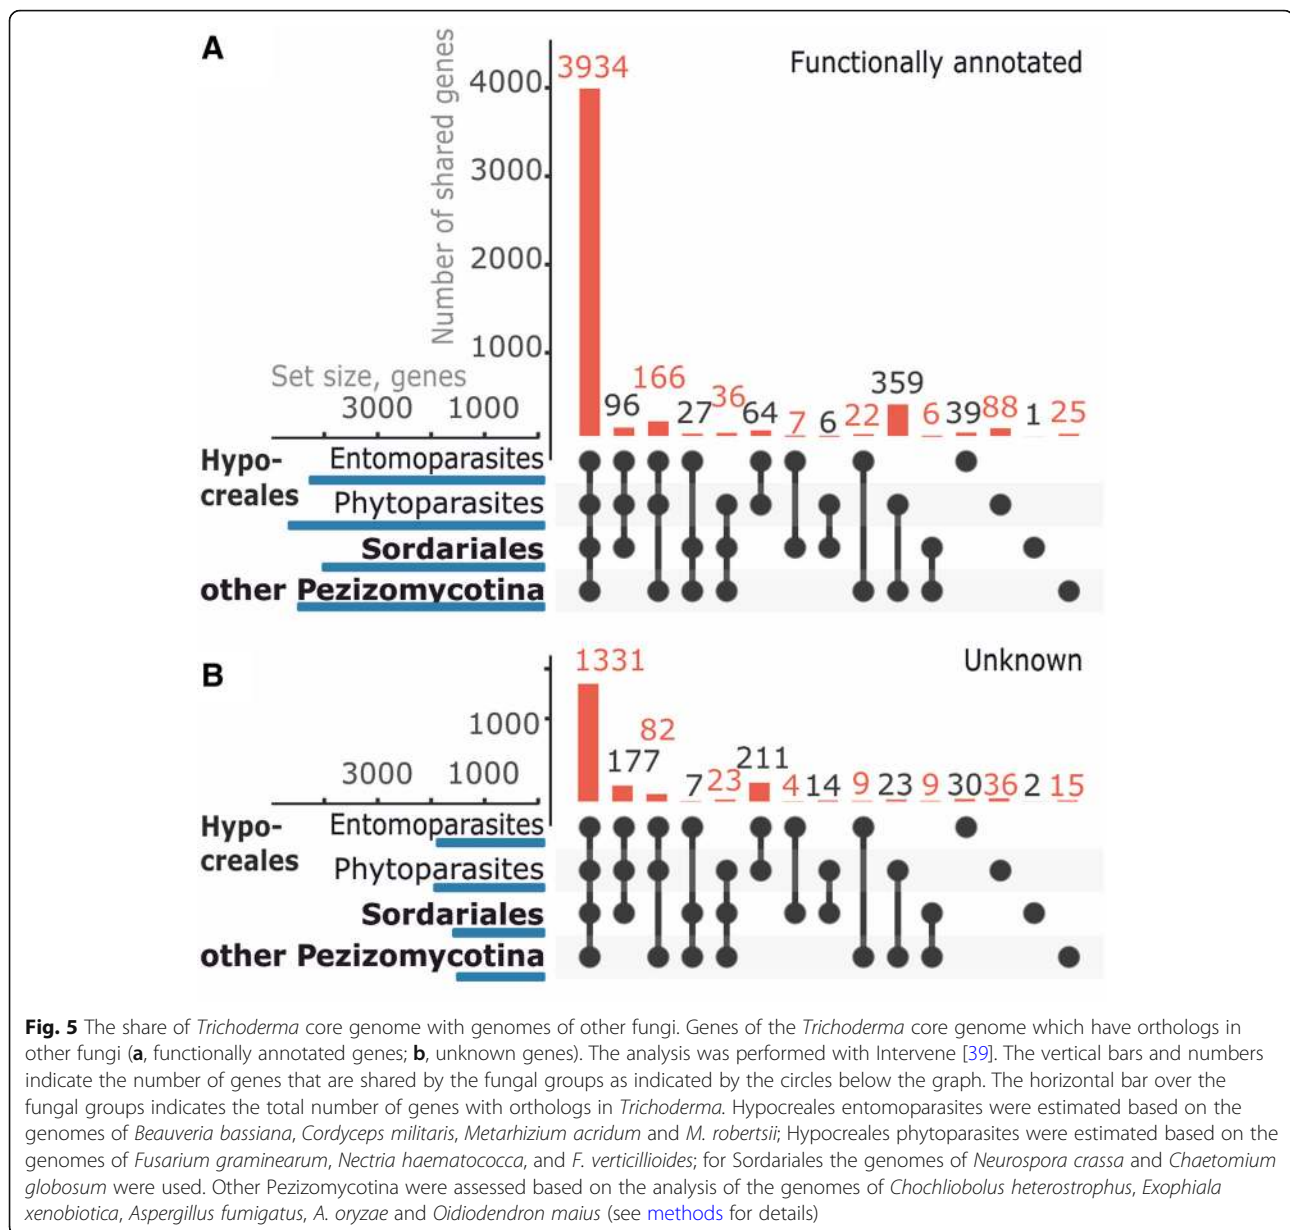 A
Functionally annotated
Number of shared genes
4000
3000
2000
1000
3934
96
166
27
36
64
7
6
22
359
6
39
88
1
25
Set size, genes
3000 1000
Hypo-
creales
Entomoparasites
Phytoparasites
Sordariales
other Pezizomycotina
B
Unknown
1000
1331
177
82
7
23
211
4
14
9
23
9
30
36
2
15
3000 1000
Hypo-
creales
Entomoparasites
Phytoparasites
Sordariales
other Pezizomycotina
Fig. 5 The share of Trichoderma core genome with genomes of other fungi. Genes of the Trichoderma core genome which have orthologs in
other fungi (a, functionally annotated genes; b, unknown genes). The analysis was performed with Intervene [39]. The vertical bars and numbers
indicate the number of genes that are shared by the fungal groups as indicated by the circles below the graph. The horizontal bar over the
fungal groups indicates the total number of genes with orthologs in Trichoderma. Hypocreales entomoparasites were estimated based on the
genomes of Beauveria bassiana, Cordyceps militaris, Metarhizium acridum and M. robertsii; Hypocreales phytoparasites were estimated based on the
genomes of Fusarium graminearum, Nectria haematococca, and F. verticillioides; for Sordariales the genomes of Neurospora crassa and Chaetomium
globosum were used. Other Pezizomycotina were assessed based on the analysis of the genomes of Chochliobolus heterostrophus, Exophiala
xenobiotica, Aspergillus fumigatus, A. oryzae and Oidiodendron maius (see methods for details)